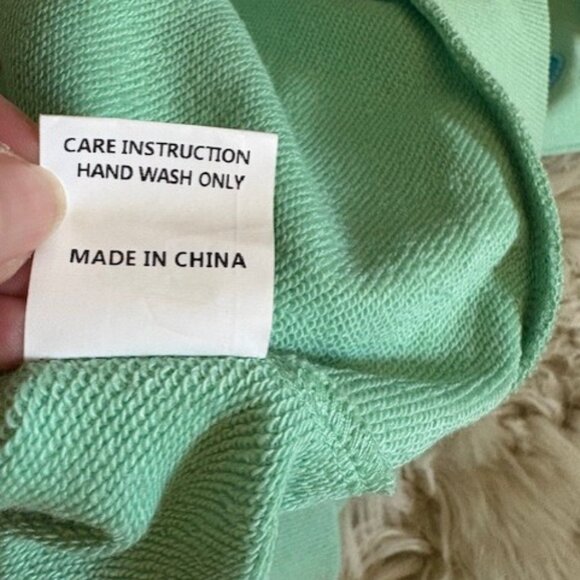 CARE INSTRUCTION
HAND WASH ONLY
MADE IN CHINA